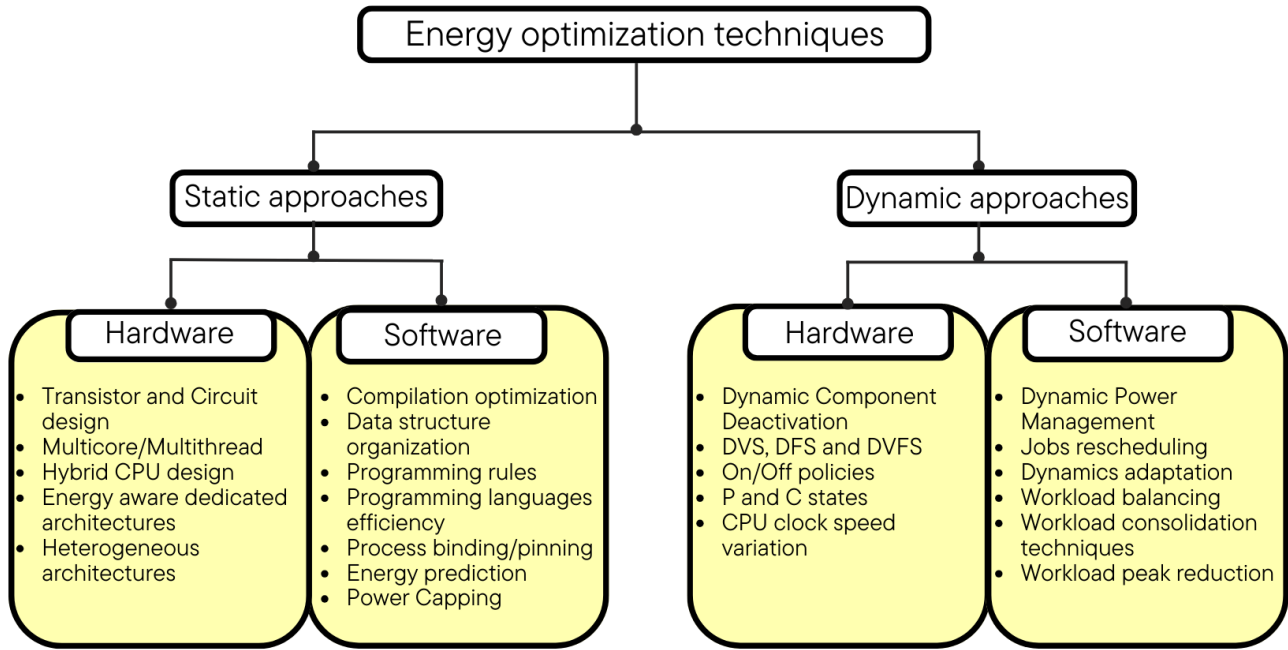 Energy optimization techniques
Static approaches
Dynamic approaches
Hardware
• Transistor and Circuit
design
• Multicore/Multithread
• Hybrid CPU design
• Energy aware dedicated
architectures
• Heterogeneous
architectures
Software
• Compilation optimization
• Data structure
organization
• Programming rules
• Programming languages
efficiency
• Process binding/pinning
• Energy prediction
• Power Capping
Hardware
• Dynamic Component
Deactivation
• DVS, DFS and DVFS
• On/Off policies
• P and C states
• CPU clock speed
variation
Software
• Dynamic Power
Management
• Jobs rescheduling
• Dynamics adaptation
• Workload balancing
• Workload consolidation
techniques
• Workload peak reduction